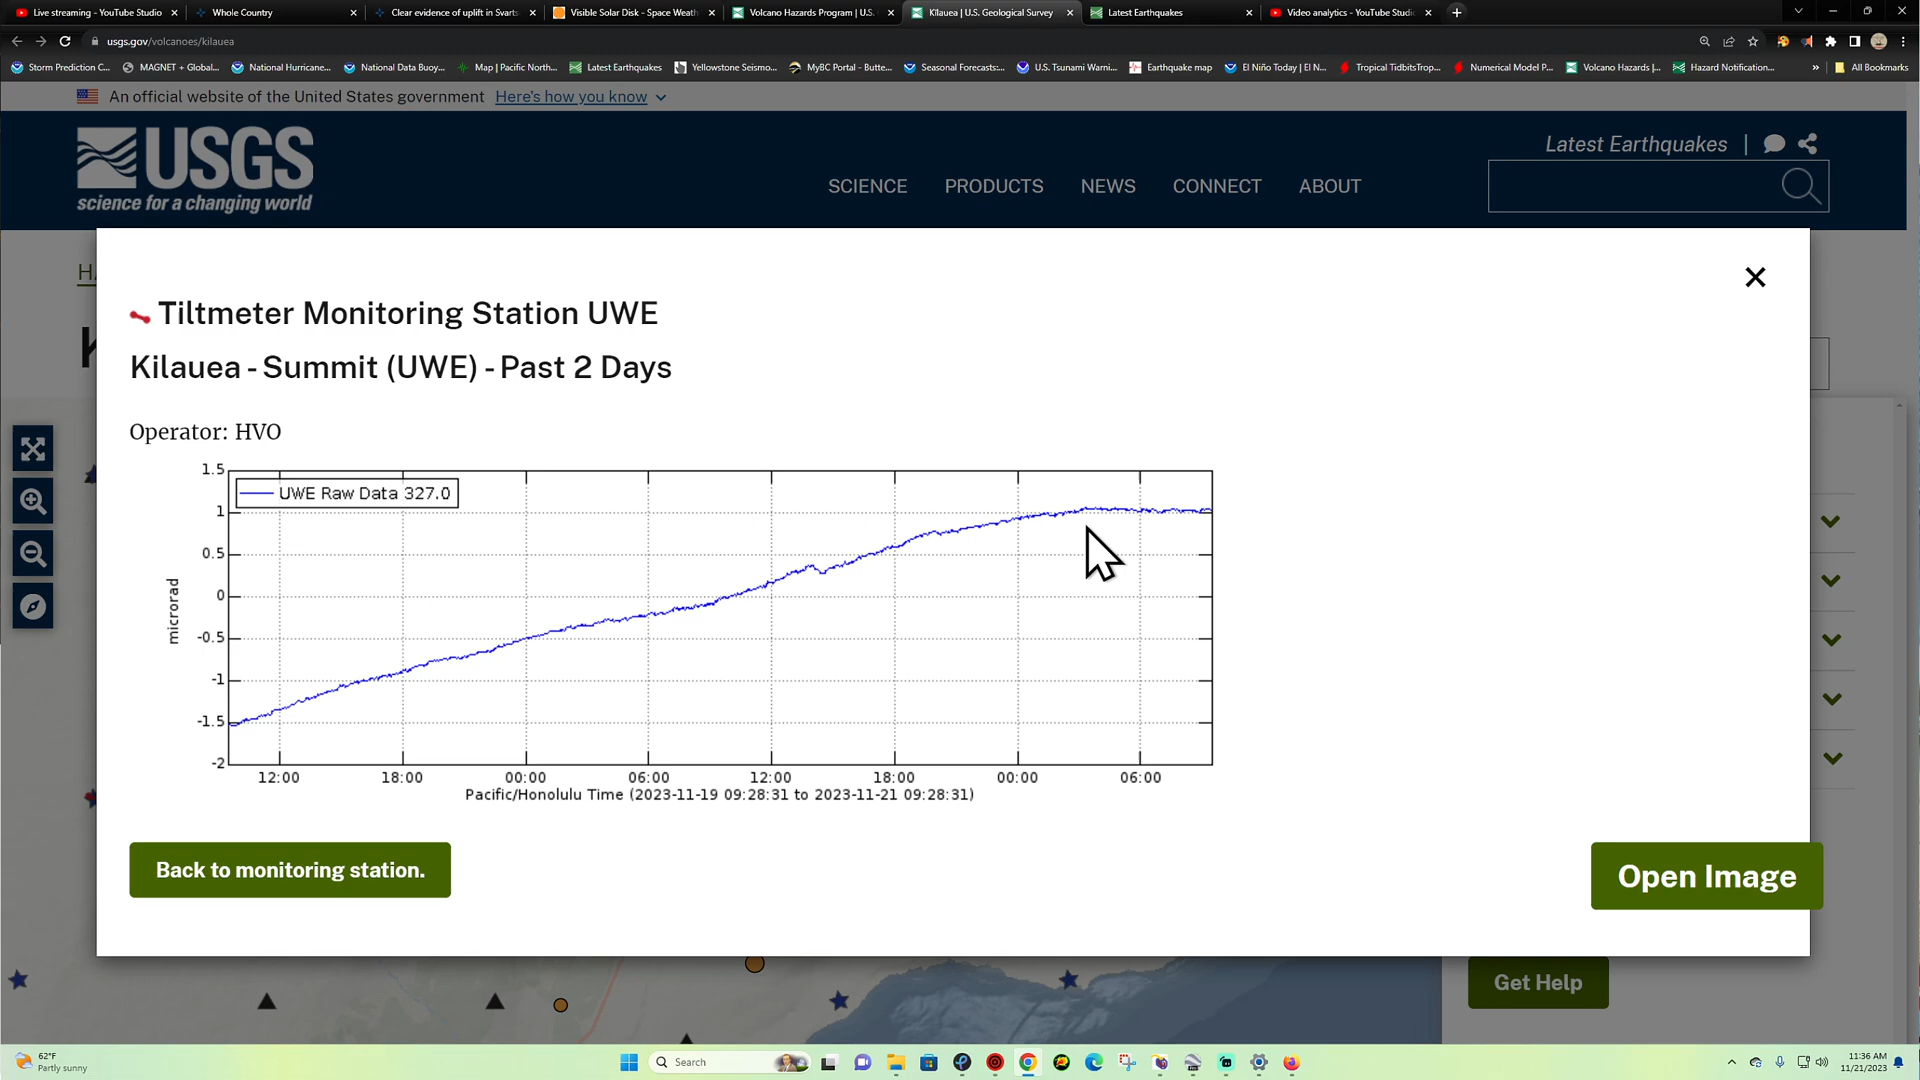 Live streaming - YouTube Studio
Whole Country
Clear evidence of uplift in Svarts
Visible Solar Disk - Space Weath
Volcano Hazards Program | U.S.
Kīlauea | U.S. Geological Survey
Latest Earthquakes
Video analytics - YouTube Studio
usgs.gov/volcanoes/kilauea
Storm Prediction C...
MAGNET + Global...
National Hurricane...
National Data Buoy...
Map | Pacific North...
Latest Earthquakes
Yellowstone Seismo...
MyBC Portal - Butte...
Seasonal Forecasts:...
U.S. Tsunami Warni...
Earthquake map
El Niño Today | El N...
Tropical TidbitsTrop...
Numerical Model P...
Volcano Hazards |...
Hazard Notification...
»
All Bookmarks
An official website of the United States government Here's how you know
USGS
science for a changing world
Latest Earthquakes |
SCIENCE PRODUCTS NEWS CONNECT ABOUT
Tiltmeter Monitoring Station UWE
Kilauea - Summit (UWE) - Past 2 Days
Operator: HVO
UWE Raw Data 327.0
1.5
1
0.5
0
-0.5
-1
-1.5
-2
microrad
12:00 18:00 00:00 06:00 12:00 18:00 00:00 06:00
Pacific/Honolulu Time (2023-11-19 09:28:31 to 2023-11-21 09:28:31)
Back to monitoring station.
Open Image
Get Help
62°F
Partly sunny
Search
11:36 AM
11/21/2023